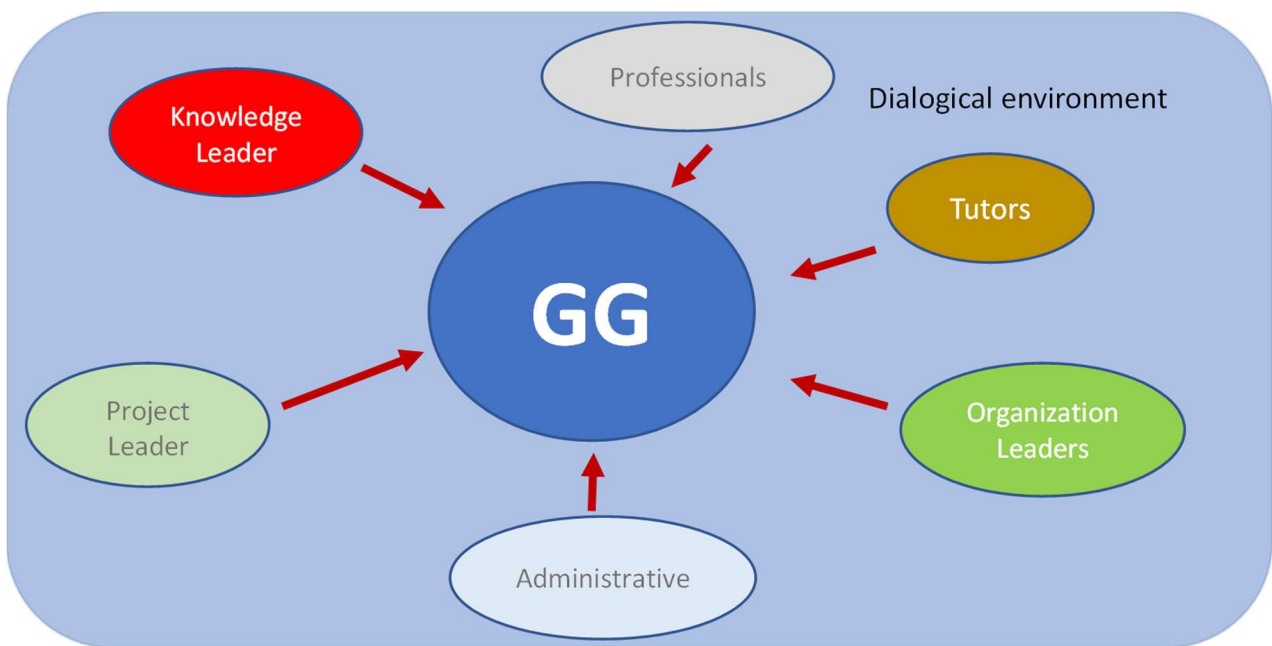 Professionals
Knowledge
Leader
Dialogical environment
Tutors
GG
Project
Leader
Organization
Leaders
Administrative